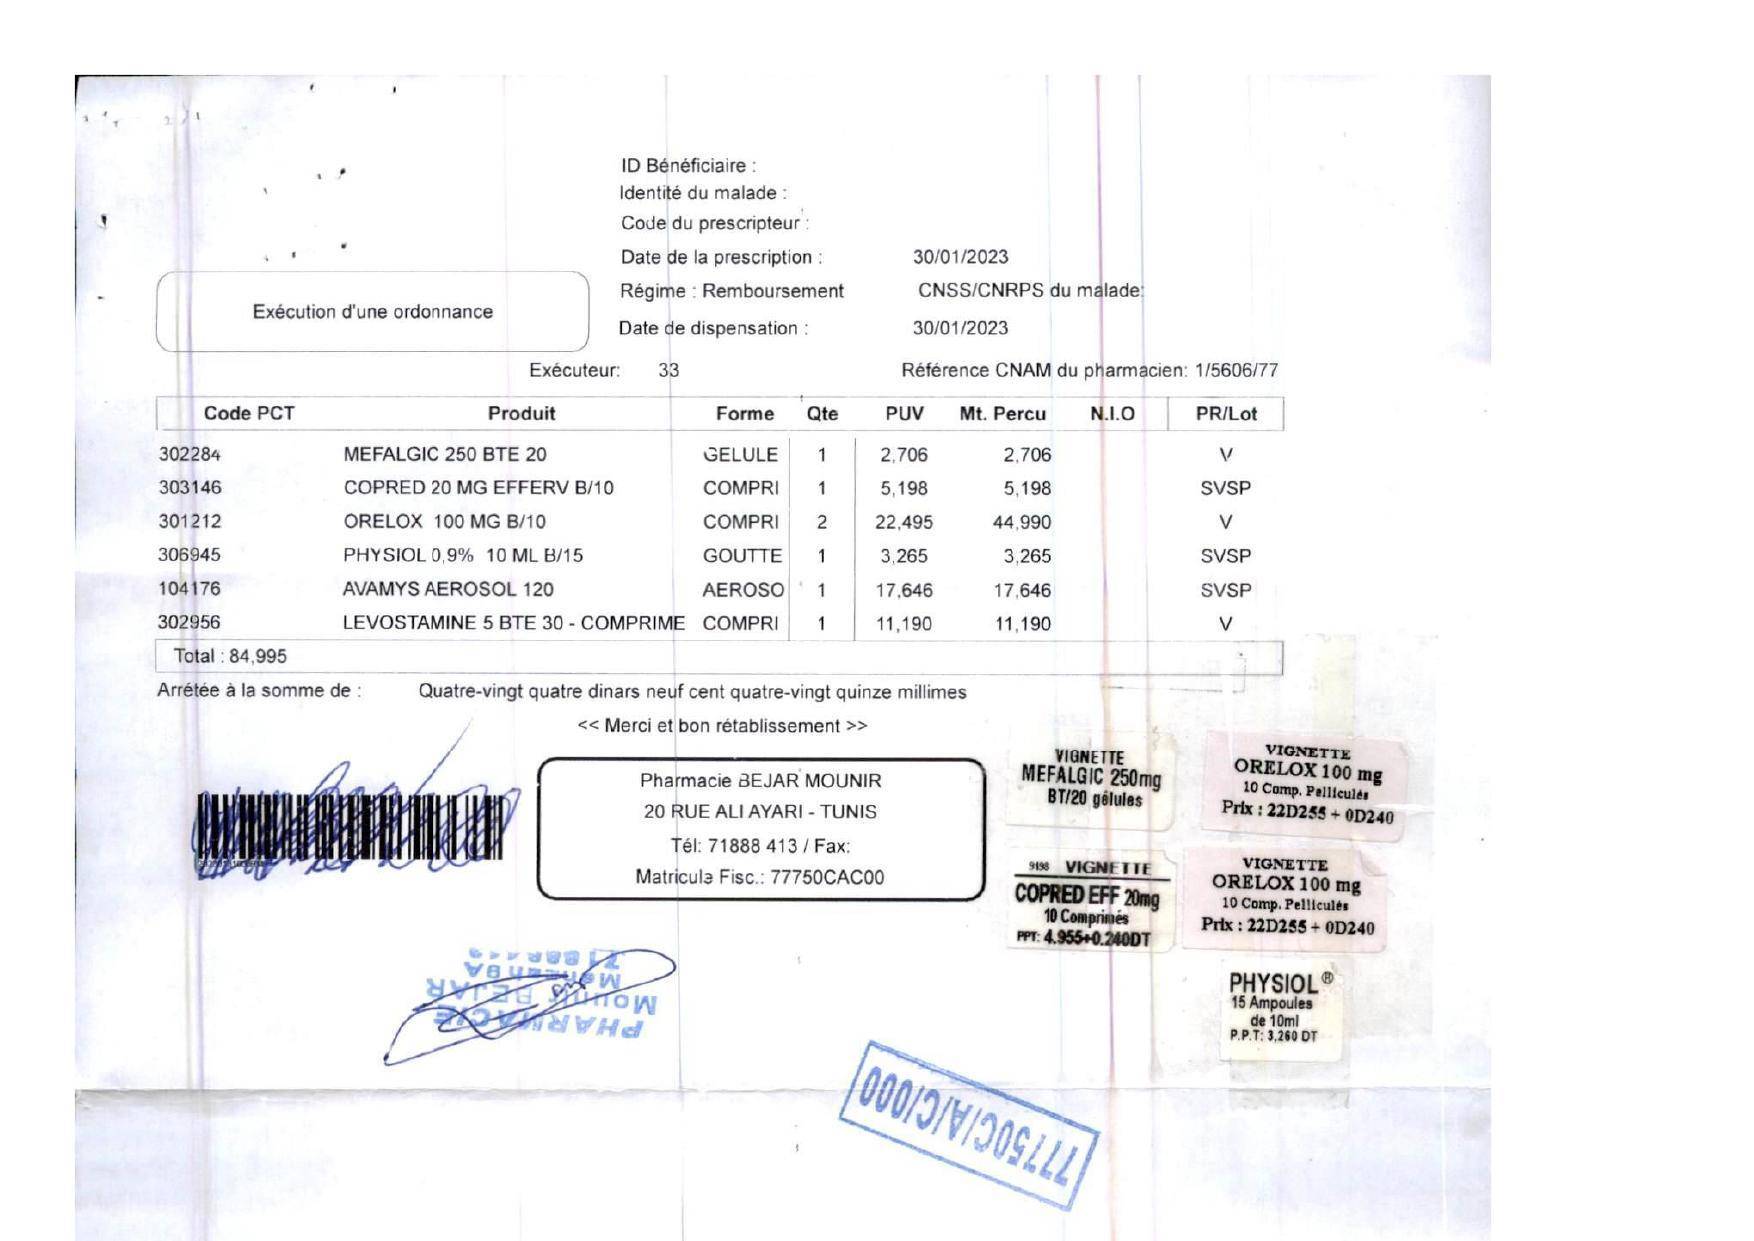 ID Bénéficiaire :
Identité du malade :
Code du prescripteur :
Date de la prescription : 30/01/2023
Régime : Remboursement CNSS/CNRPS du malade:
Date de dispensation : 30/01/2023
Exécution d'une ordonnance
Exécuteur: 33 Référence CNAM du pharmacien: 1/5606/77
Code PCT Produit Forme Qte PUV Mt. Percu N.I.O PR/Lot
302284 MEFALGIC 250 BTE 20 GELULE 1 2,706 2,706 V
303146 COPRED 20 MG EFFERV B/10 COMPRI 1 5,198 5,198 SVSP
301212 ORELOX 100 MG B/10 COMPRI 2 22,495 44,990 V
306945 PHYSIOL 0,9% 10 ML B/15 GOUTTE 1 3,265 3,265 SVSP
104176 AVAMYS AEROSOL 120 AEROSO 1 17,646 17,646 SVSP
302956 LEVOSTAMINE 5 BTE 30 - COMPRIME COMPRI 1 11,190 11,190 V
Total : 84,995
Arrêtée à la somme de : Quatre-vingt quatre dinars neuf cent quatre-vingt quinze millimes
<< Merci et bon rétablissement >>
Pharmacie BEJAR MOUNIR
20 RUE ALI AYARI - TUNIS
Tél: 71888 413 / Fax:
Matricule Fisc.: 77750CAC00
VIGNETTE
MEFALGIC 250mg
BT/20 gélules
VIGNETTE
ORELOX 100 mg
10 Comp. Pelliculés
Prix : 22D255 + 0D240
9198 VIGNETTE
COPRED EFF 20mg
10 Comprimés
PPT: 4.955+0.240DT
VIGNETTE
ORELOX 100 mg
10 Comp. Pelliculés
Prix : 22D255 + 0D240
PHYSIOL®
15 Ampoules
de 10ml
P.P.T: 3,260 DT
PHARMACIE
Mounir BEJAR
77750C/A/C/000